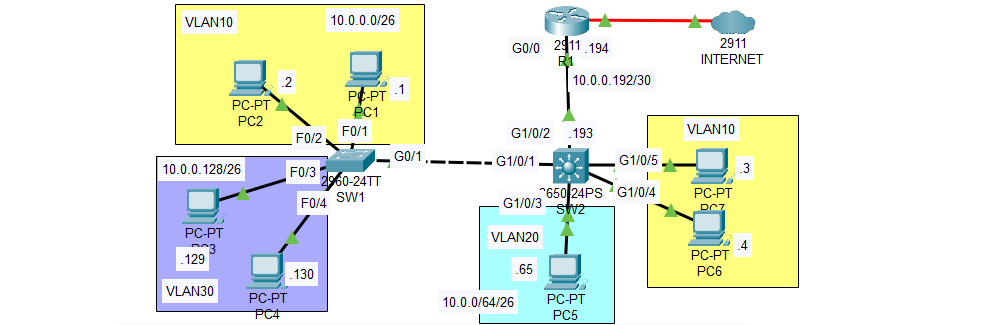 VLAN10
10.0.0.0/26
.2
.1
PC-PT
PC2
PC-PT
PC1
F0/2
F0/1
10.0.0.128/26
F0/3
F0/4
G0/1
2960-24TT
SW1
PC-PT
PC3
.129
.130
VLAN30
PC-PT
PC4
G0/0
2911
R1
.194
2911
INTERNET
10.0.0.192/30
G1/0/2
.193
G1/0/1
G1/0/5
G1/0/4
G1/0/3
3650-24PS
SW2
VLAN10
.3
PC-PT
PC7
.4
PC-PT
PC6
VLAN20
.65
PC-PT
PC5
10.0.0/64/26